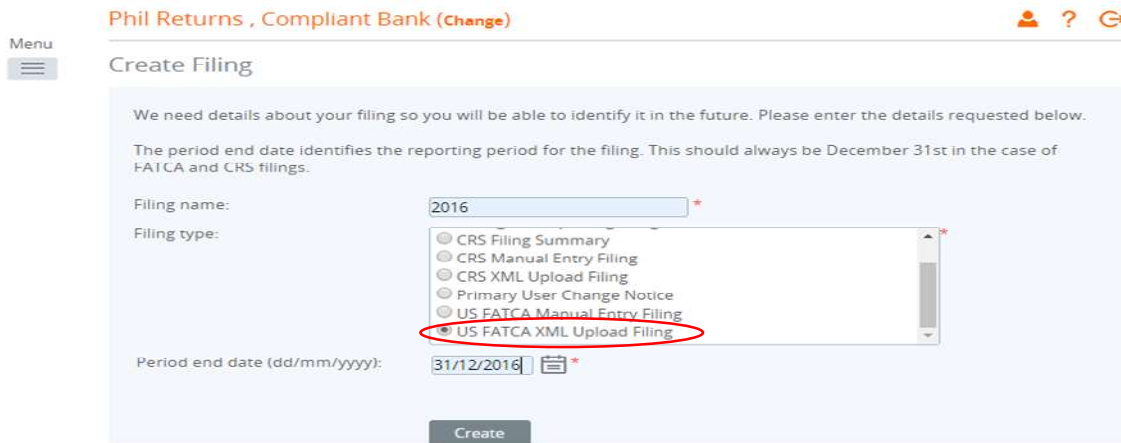 Phil Returns , Compliant Bank (Change)
?
Menu
Create Filing
We need details about your filing so you will be able to identify it in the future. Please enter the details requested below.
The period end date identifies the reporting period for the filing. This should always be December 31st in the case of
FATCA and CRS filings.
Filing name:
2016 *
Filing type:
*
CRS Filing Summary
CRS Manual Entry Filing
CRS XML Upload Filing
Primary User Change Notice
US FATCA Manual Entry Filing
US FATCA XML Upload Filing
Period end date (dd/mm/yyyy):
31/12/2016 *
Create